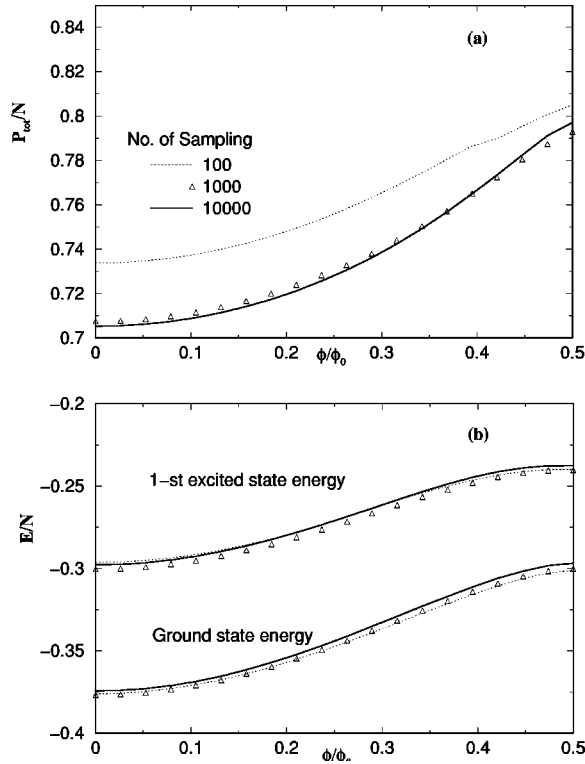 (a)
0.84
0.82
0.8
0.78
0.76
0.74
0.72
0.7
P_tot/N
No. of Sampling
100
1000
10000
0 0.1 0.2 0.3 0.4 0.5
ϕ/ϕ₀
(b)
−0.2
−0.25
−0.3
−0.35
−0.4
E/N
1−st excited state energy
Ground state energy
0 0.1 0.2 0.3 0.4 0.5
ϕ/ϕ₀